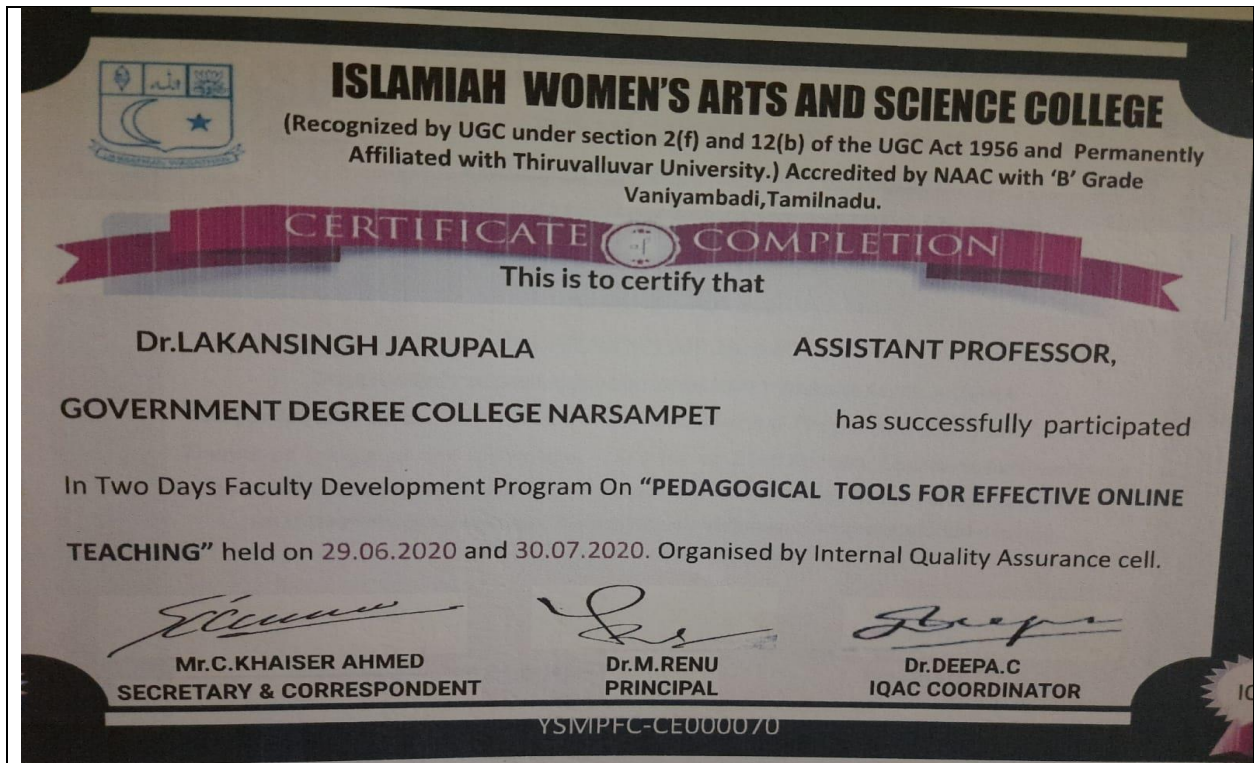 ISLAMIAH WOMEN'S ARTS AND SCIENCE COLLEGE
(Recognized by UGC under section 2(f) and 12(b) of the UGC Act 1956 and Permanently
Affiliated with Thiruvalluvar University.) Accredited by NAAC with ‘B’ Grade
Vaniyambadi,Tamilnadu.
CERTIFICATE of COMPLETION
This is to certify that
Dr.LAKANSINGH JARUPALA ASSISTANT PROFESSOR,
GOVERNMENT DEGREE COLLEGE NARSAMPET has successfully participated
In Two Days Faculty Development Program On “PEDAGOGICAL TOOLS FOR EFFECTIVE ONLINE
TEACHING” held on 29.06.2020 and 30.07.2020. Organised by Internal Quality Assurance cell.
Mr.C.KHAISER AHMED Dr.M.RENU Dr.DEEPA.C
SECRETARY & CORRESPONDENT PRINCIPAL IQAC COORDINATOR
YSMPFC-CE000070